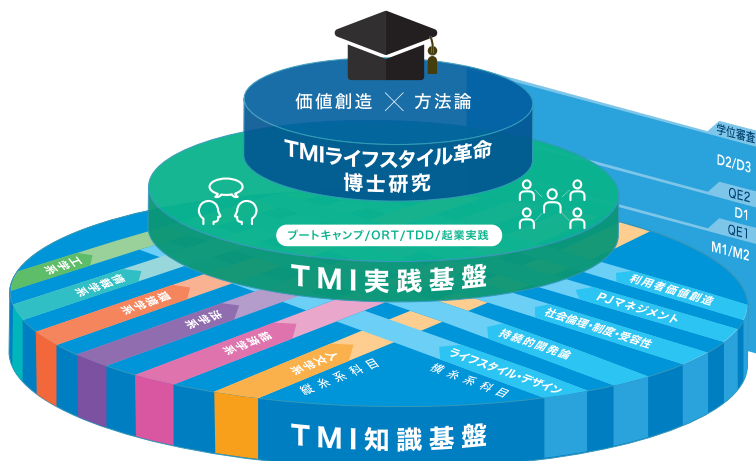 価値創造 × 方法論
TMIライフスタイル革命
博士研究
学位審査
D2/D3
QE2
D1
QE1
M1/M2
ブートキャンプ/ORT/TDD/起業実践
TMI実践基盤
工学系
情報学系
環境学系
法学系
経済学系
人文学系
縦糸系科目
利用者価値創造
PJマネジメント
社会倫理・制度・受容性
持続的開発論
ライフスタイル・デザイン
横糸系科目
TMI知識基盤